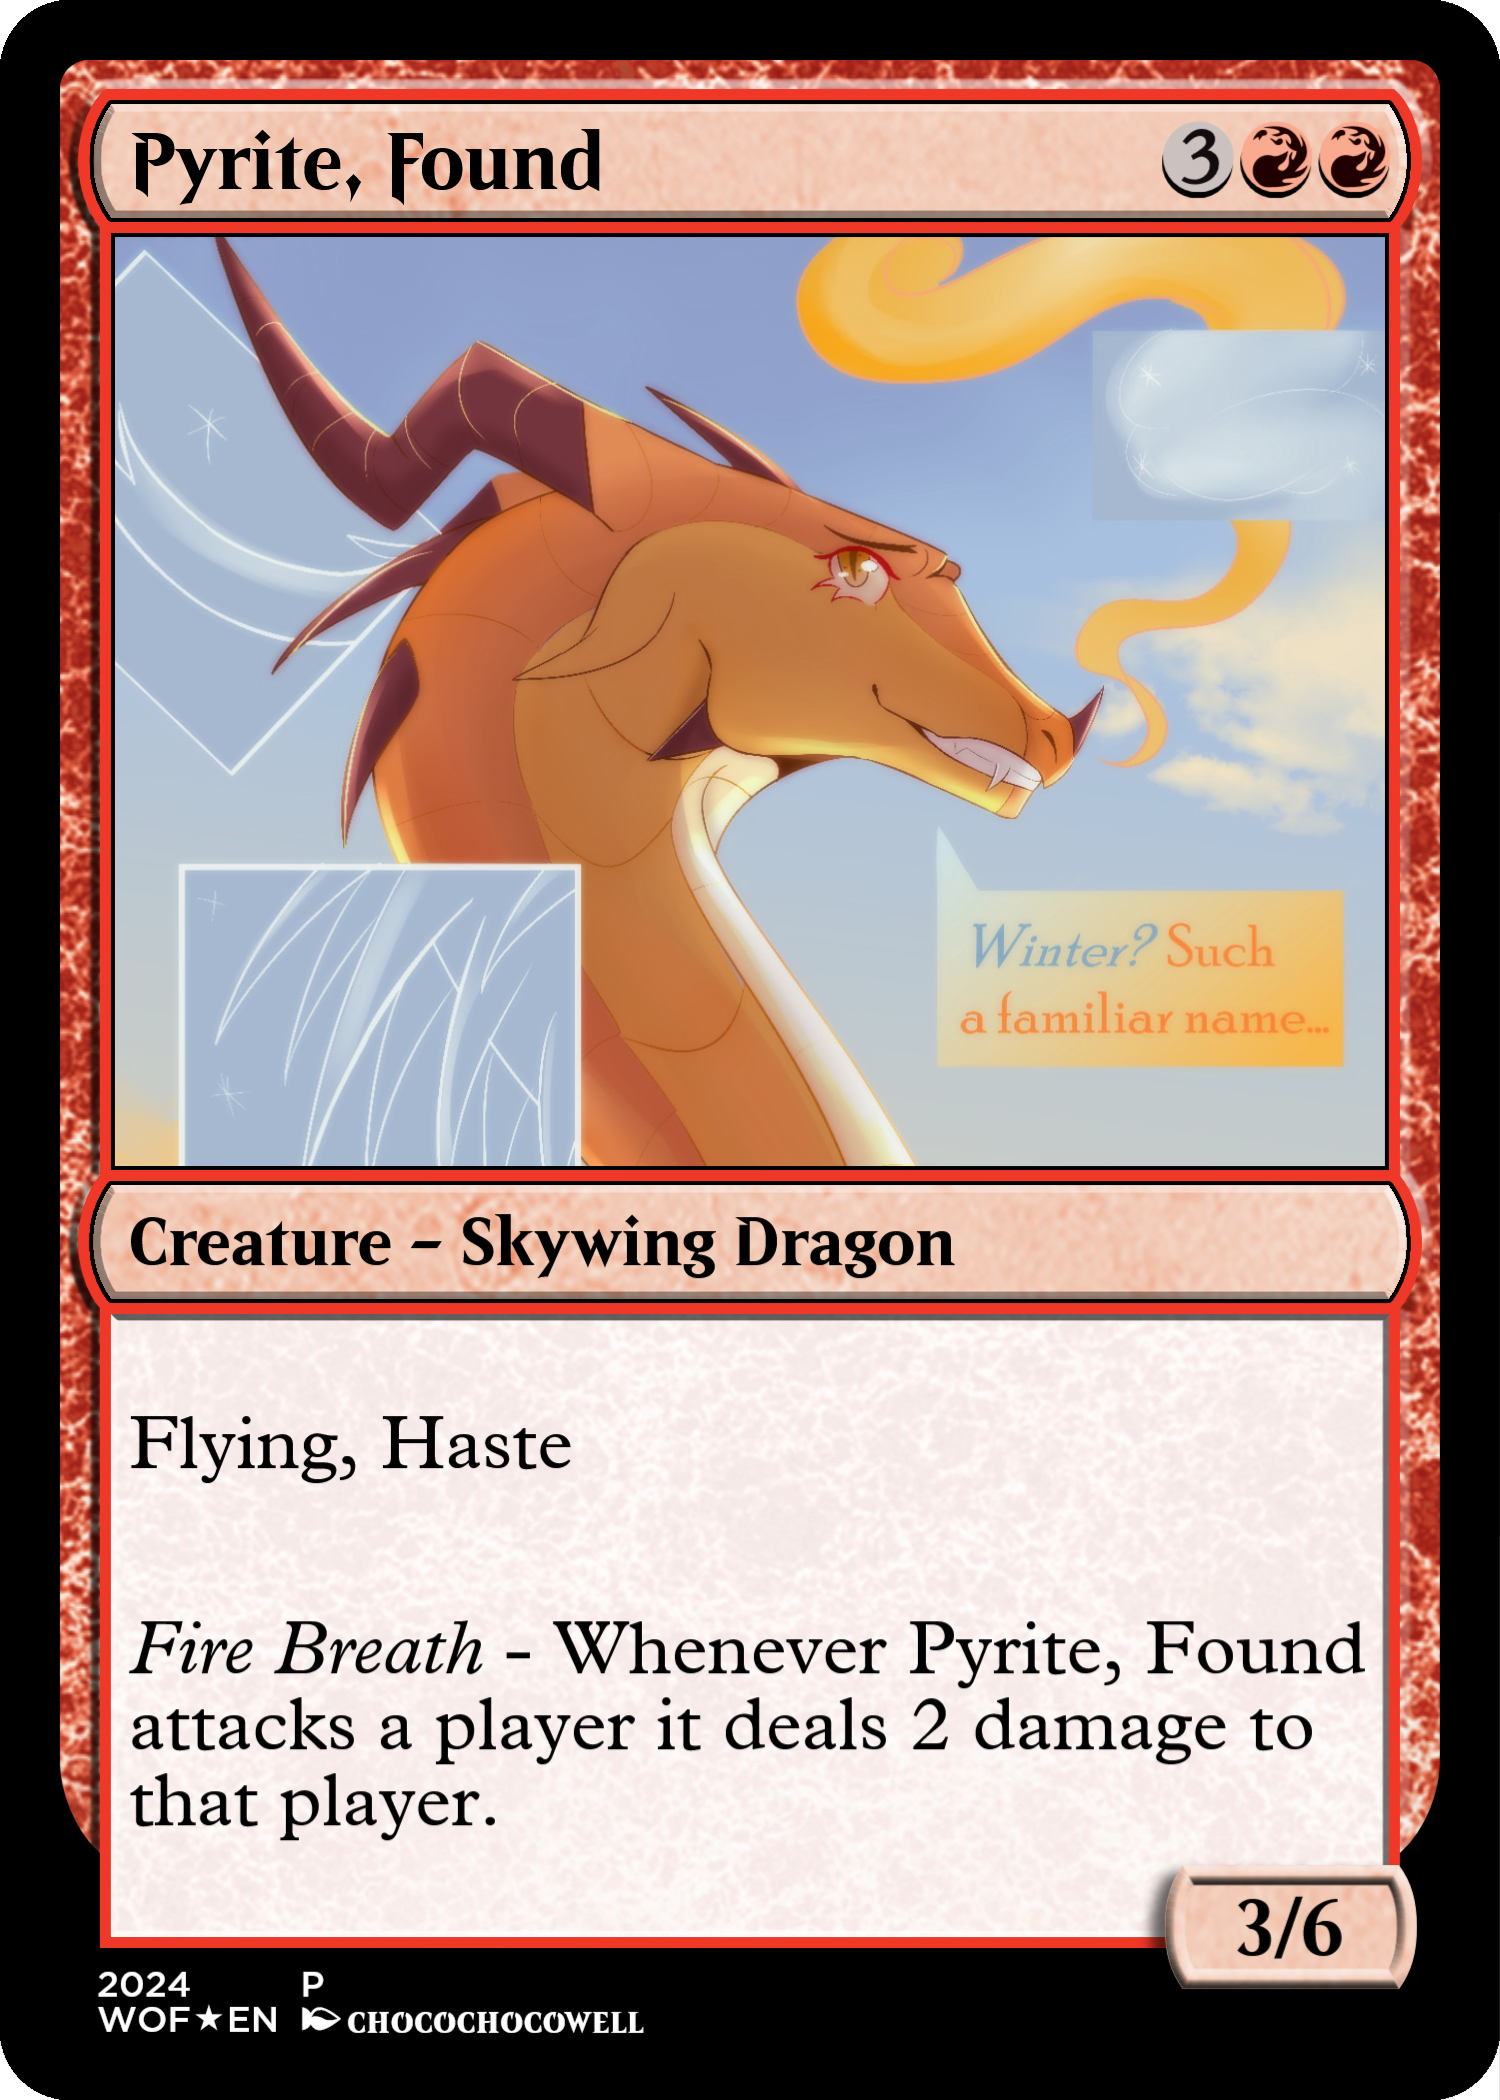 Pyrite, Found 3
Winter? Such
a familiar name...
Creature – Skywing Dragon
Flying, Haste
Fire Breath - Whenever Pyrite, Found
attacks a player it deals 2 damage to
that player.
3/6
2024 P
WOF★EN CHOCOCHOCOWELL